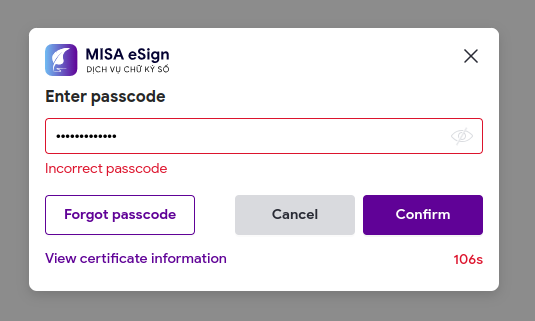 MISA eSign
DỊCH VỤ CHỮ KÝ SỐ
Enter passcode
•••••••••••••
Incorrect passcode
Forgot passcode
Cancel
Confirm
View certificate information
106s